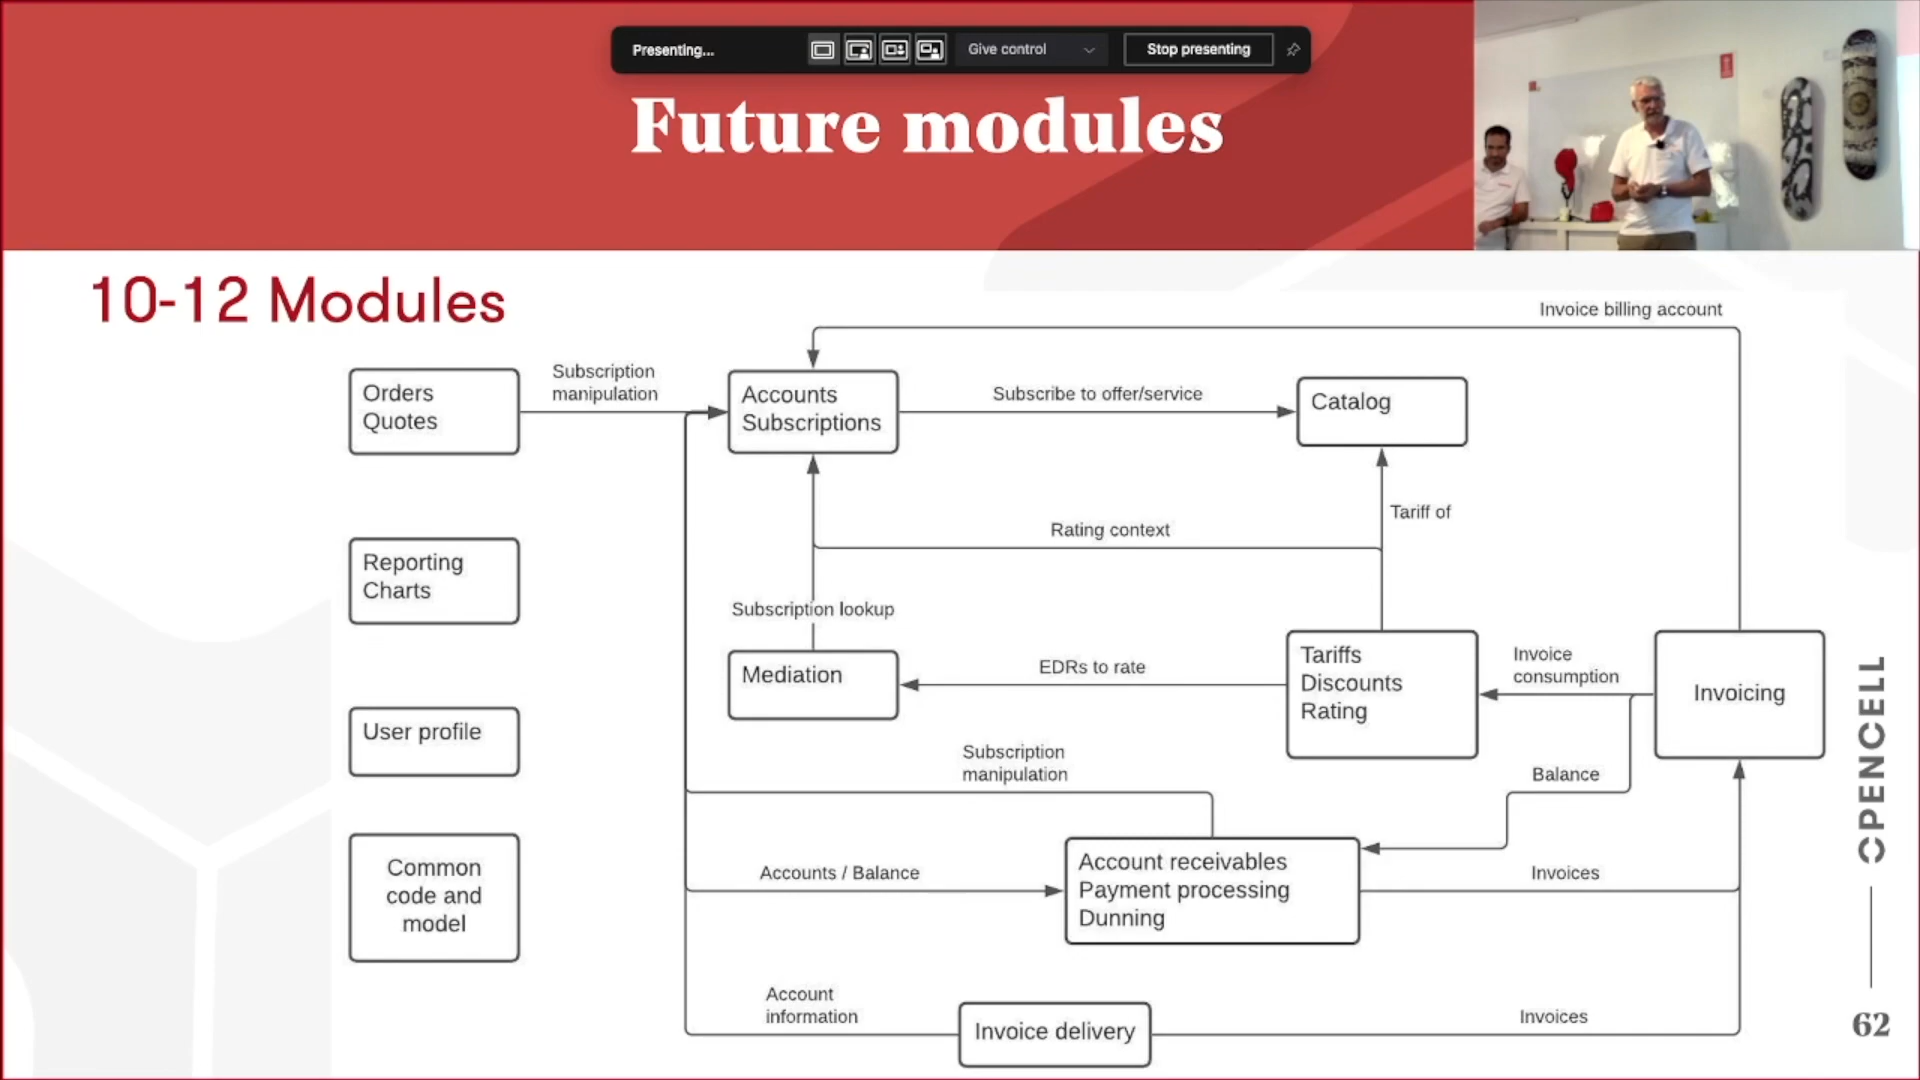 Presenting...
Give control
Stop presenting
Future modules
10-12 Modules
Invoice billing account
Orders
Quotes
Subscription
manipulation
Accounts
Subscriptions
Subscribe to offer/service
Catalog
Tariff of
Rating context
Reporting
Charts
Subscription lookup
Mediation
EDRs to rate
Tariffs
Discounts
Rating
Invoice
consumption
Invoicing
User profile
Subscription
manipulation
Balance
Common
code and
model
Accounts / Balance
Account receivables
Payment processing
Dunning
Invoices
Account
information
Invoice delivery
Invoices
OPENCELL
62